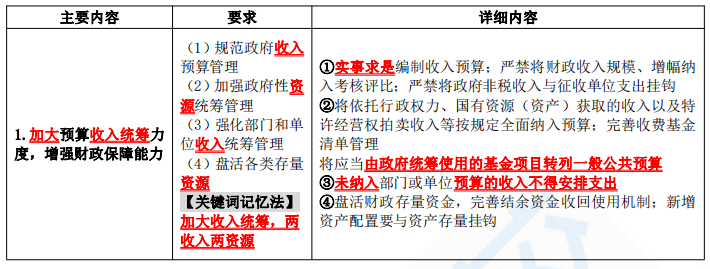 主要内容
要求
详细内容
1.加大预算收入统筹力
度，增强财政保障能力
（1）规范政府收入
预算管理
（2）加强政府性资
源统筹管理
（3）强化部门和单
位收入统筹管理
（4）盘活各类存量
资源
【关键词记忆法】
加大收入统筹，两
收入两资源
①实事求是编制收入预算；严禁将财政收入规模、增幅纳
入考核评比；严禁将政府非税收入与征收单位支出挂钩
②将依托行政权力、国有资源（资产）获取的收入以及特
许经营权拍卖收入等按规定全面纳入预算；完善收费基金
清单管理
将应当由政府统筹使用的基金项目转列一般公共预算
③未纳入部门或单位预算的收入不得安排支出
④盘活财政存量资金，完善结余资金收回使用机制；新增
资产配置要与资产存量挂钩